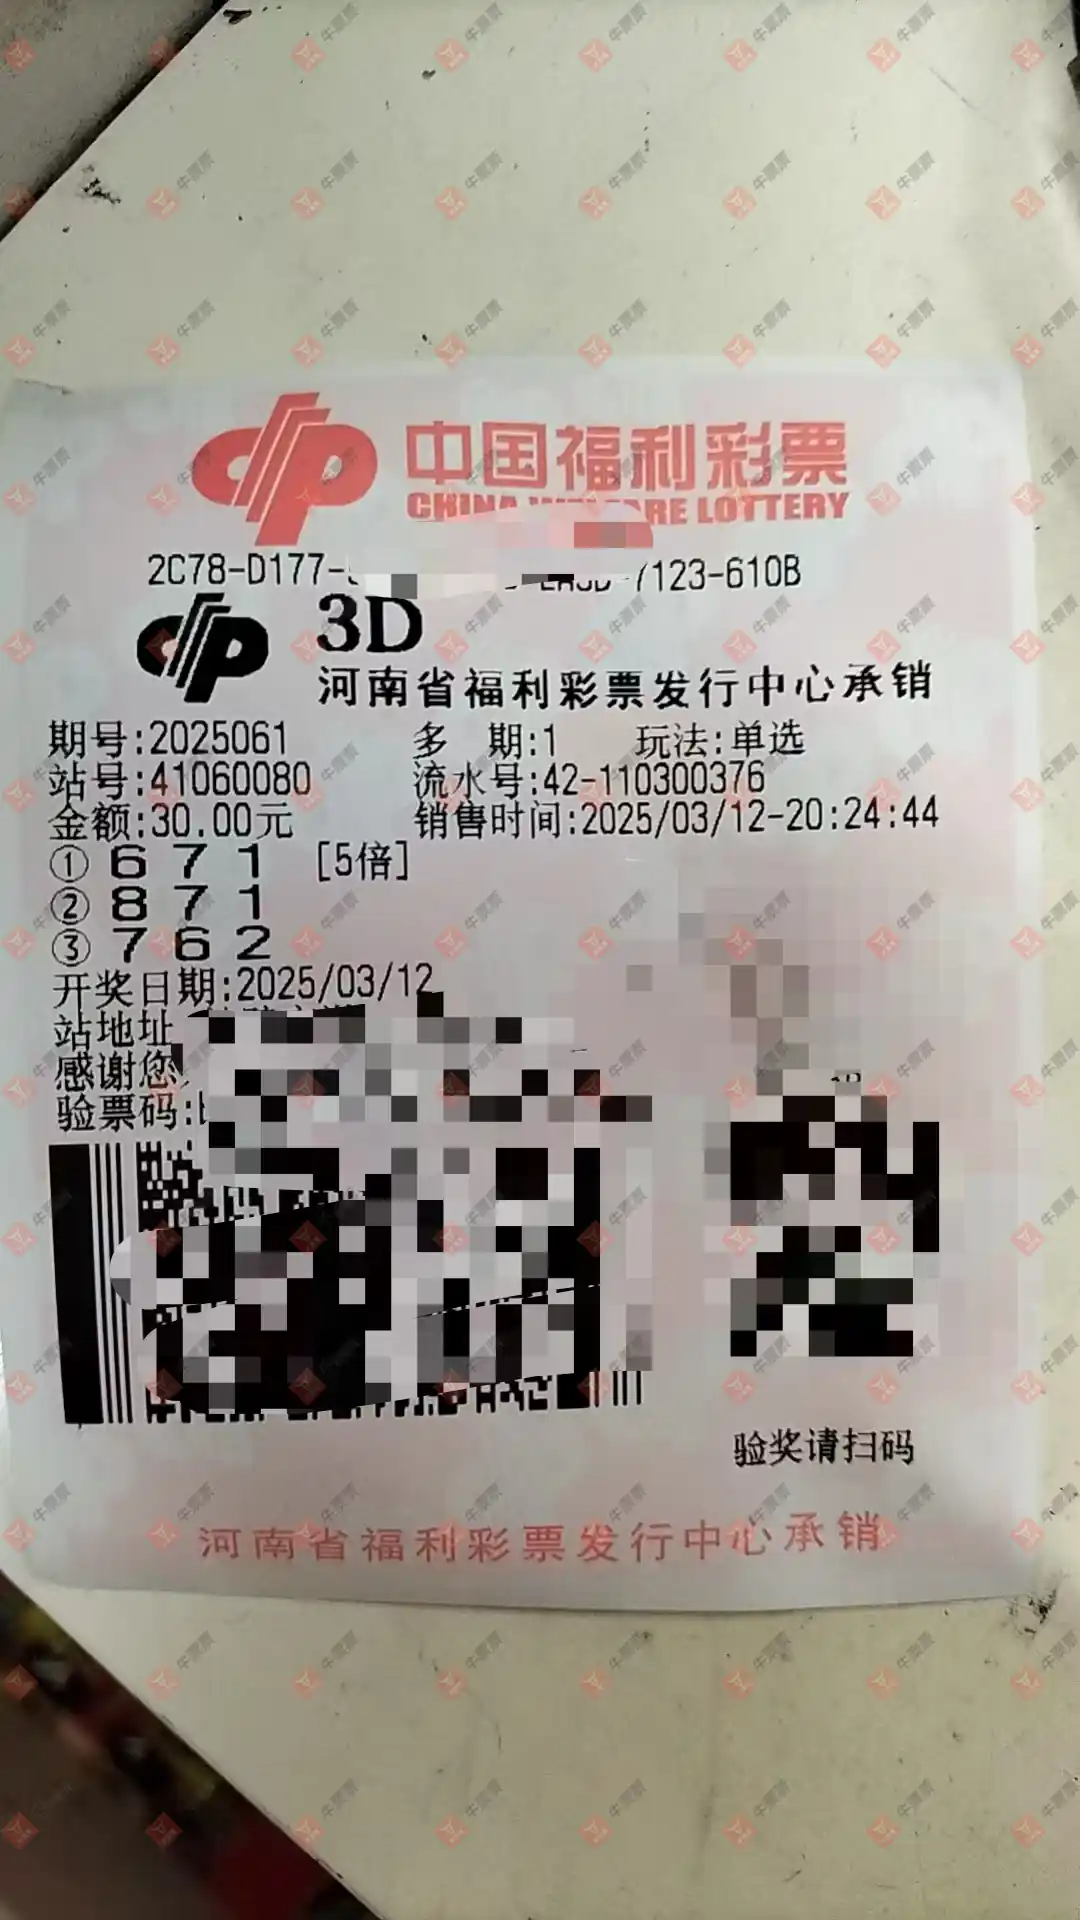 中国福利彩票
CHINA WELFARE LOTTERY
2C78-D177- 7123-610B
3D
河南省福利彩票发行中心承销
期号:2025061 多 期:1 玩法:单选
站号:41060080 流水号:42-110300376
金额:30.00元 销售时间:2025/03/12-20:24:44
① 6 7 1 [5倍]
② 8 7 1
③ 7 6 2
开奖日期:2025/03/12
站地址
感谢您
验票码:
验奖请扫码
河南省福利彩票发行中心承销
牛票票